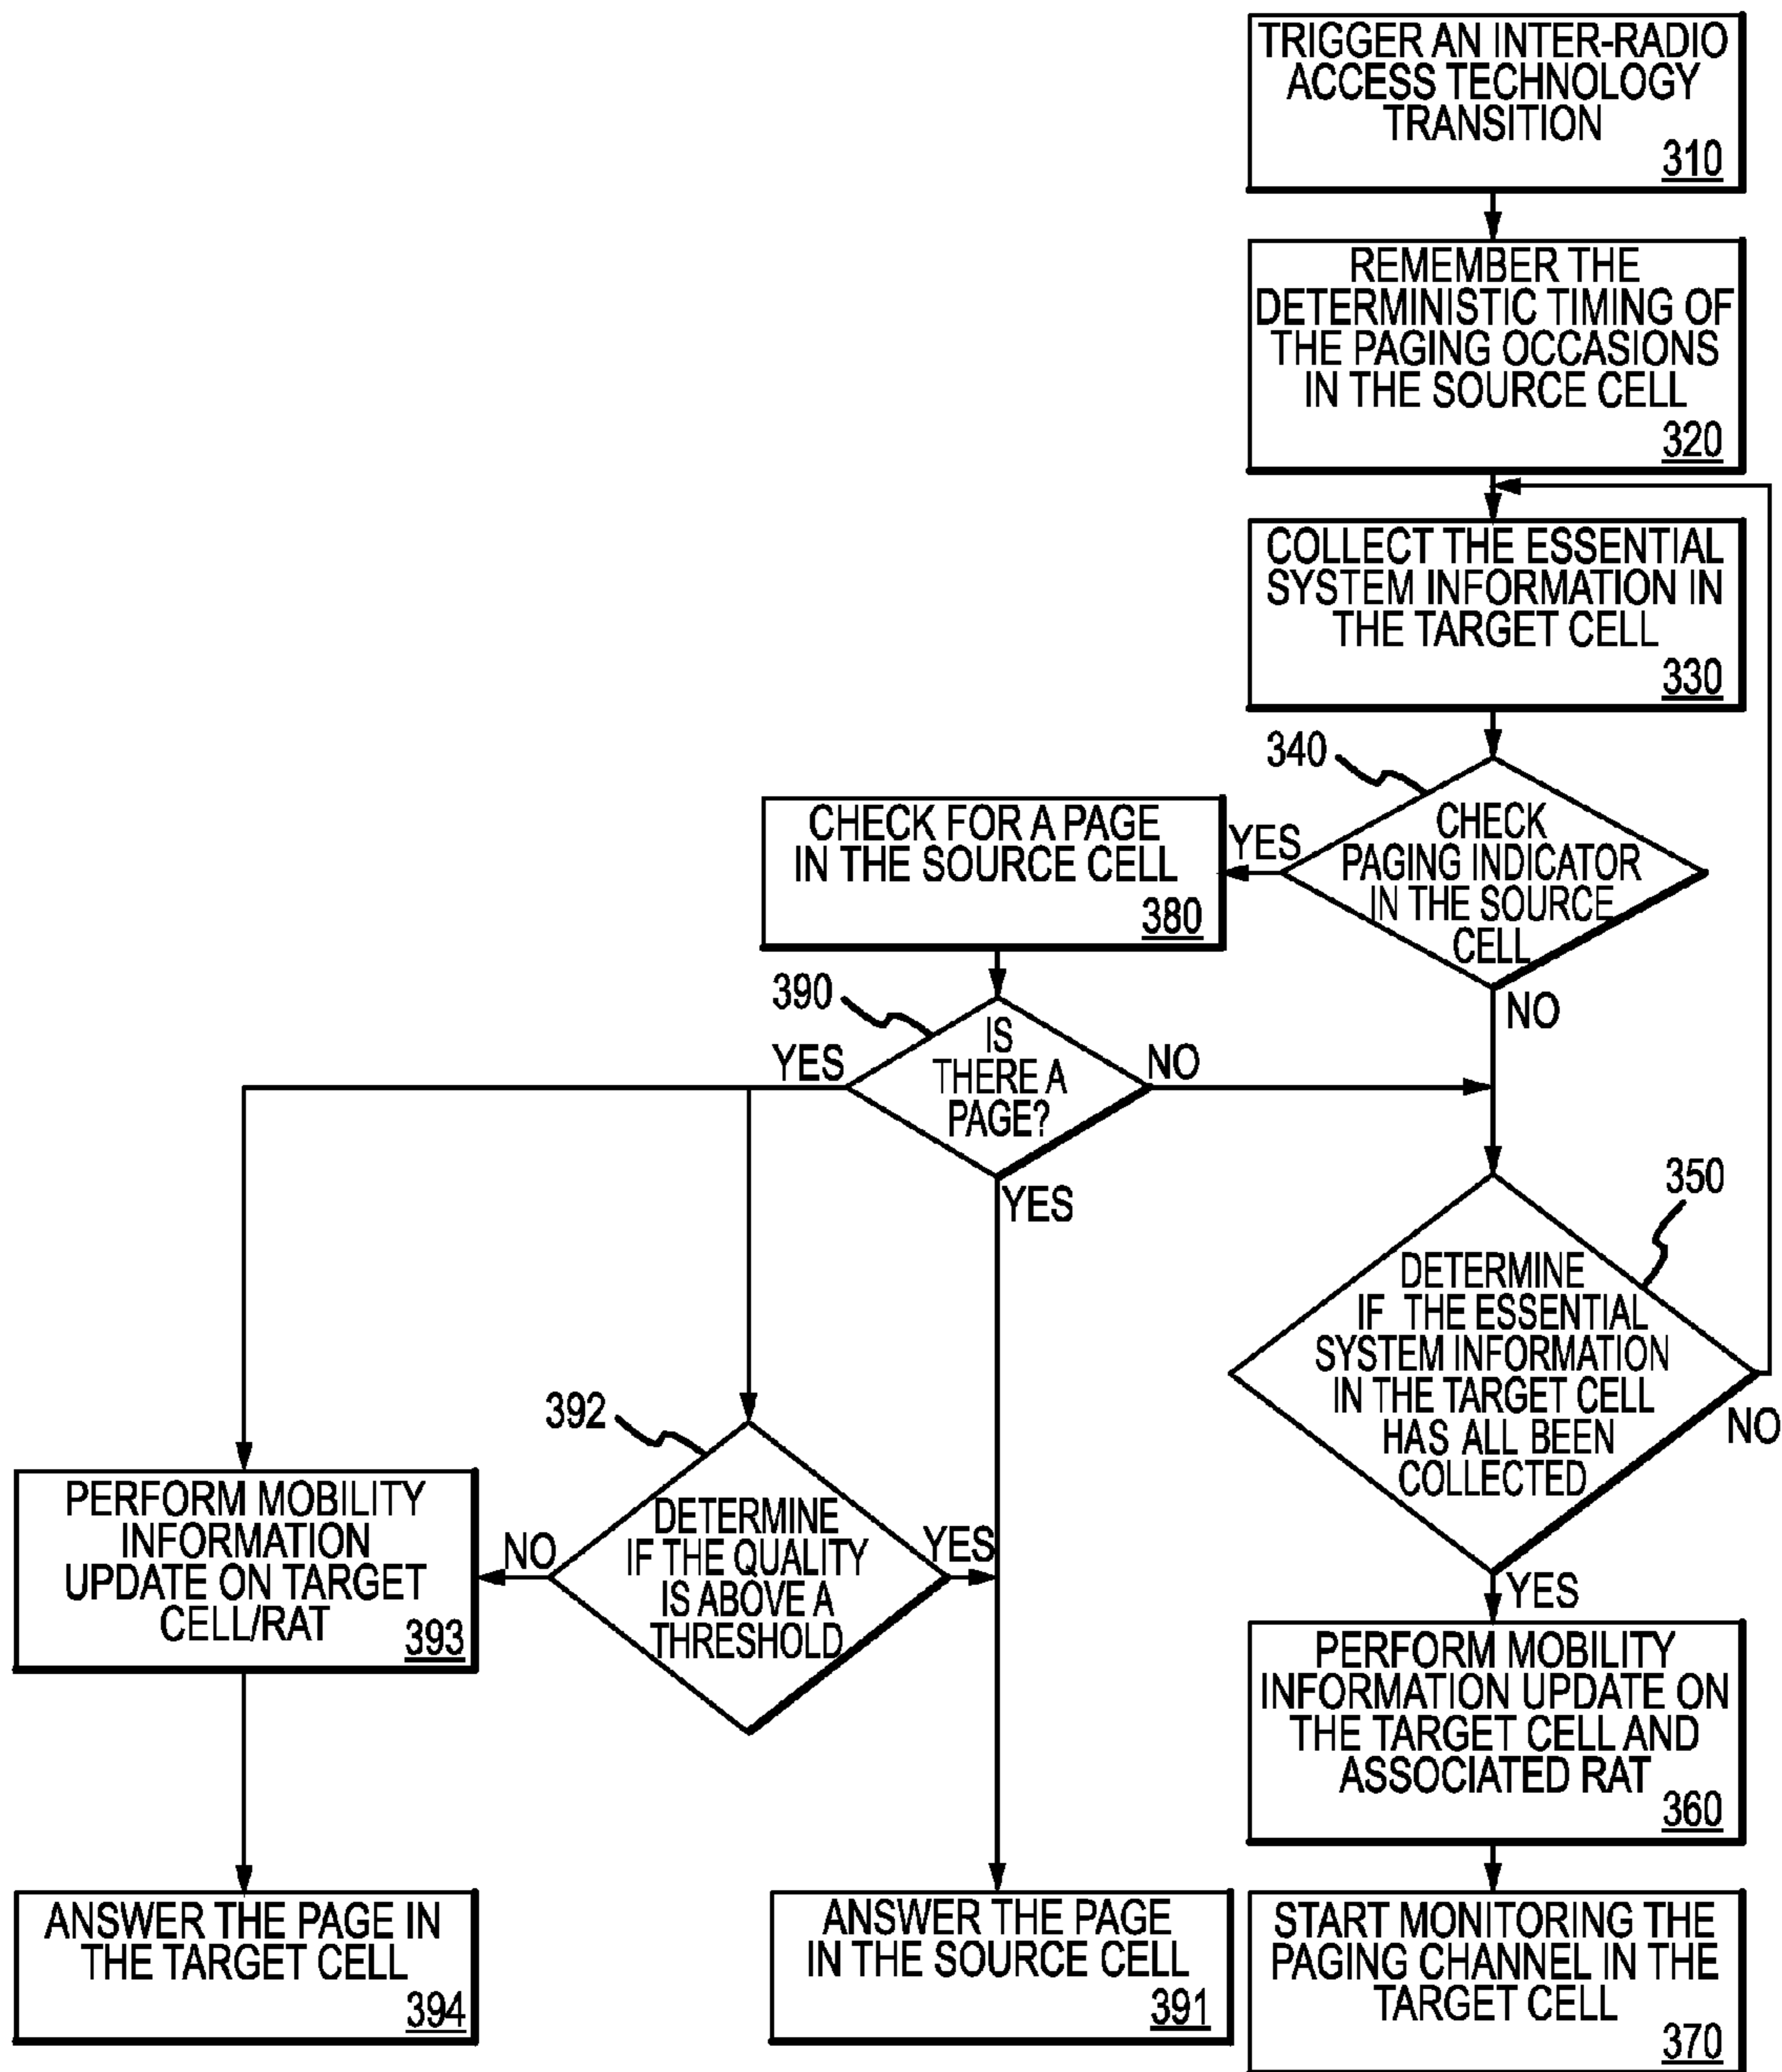 TRIGGER AN INTER-RADIO
ACCESS TECHNOLOGY
TRANSITION
310
REMEMBER THE
DETERMINISTIC TIMING OF
THE PAGING OCCASIONS
IN THE SOURCE CELL
320
COLLECT THE ESSENTIAL
SYSTEM INFORMATION IN
THE TARGET CELL
330
340
CHECK
PAGING INDICATOR
IN THE SOURCE
CELL
YES
NO
CHECK FOR A PAGE
IN THE SOURCE CELL
380
390
IS
THERE A
PAGE?
YES
NO
YES
350
DETERMINE
IF THE ESSENTIAL
SYSTEM INFORMATION
IN THE TARGET CELL
HAS ALL BEEN
COLLECTED
NO
YES
392
DETERMINE
IF THE QUALITY
IS ABOVE A
THRESHOLD
NO
YES
PERFORM MOBILITY
INFORMATION
UPDATE ON TARGET
CELL/RAT
393
PERFORM MOBILITY
INFORMATION UPDATE ON
THE TARGET CELL AND
ASSOCIATED RAT
360
ANSWER THE PAGE IN
THE TARGET CELL
394
ANSWER THE PAGE
IN THE SOURCE CELL
391
START MONITORING THE
PAGING CHANNEL IN THE
TARGET CELL
370